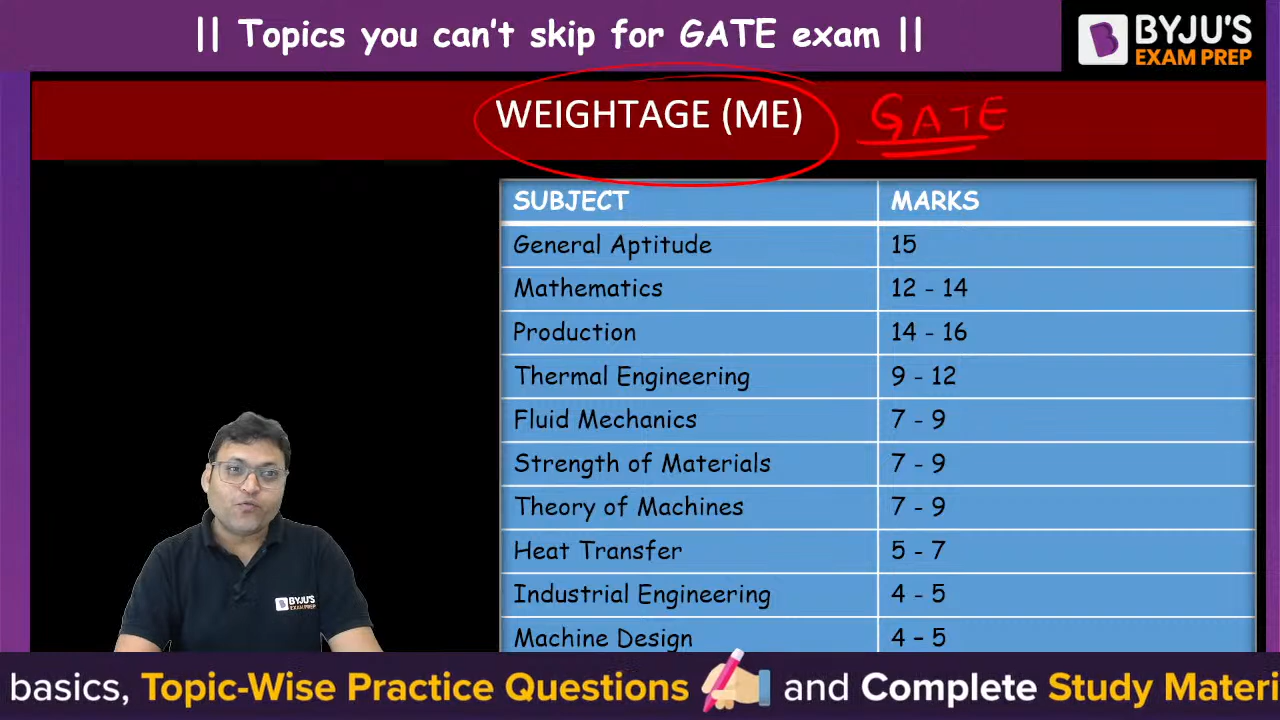 || Topics you can't skip for GATE exam ||
BYJU'S
EXAM PREP
WEIGHTAGE (ME)
GATE
SUBJECT MARKS
General Aptitude 15
Mathematics 12 - 14
Production 14 - 16
Thermal Engineering 9 - 12
Fluid Mechanics 7 - 9
Strength of Materials 7 - 9
Theory of Machines 7 - 9
Heat Transfer 5 - 7
Industrial Engineering 4 - 5
Machine Design 4 – 5
BYJU'S
EXAM PREP
basics, Topic-Wise Practice Questions and Complete Study Materi